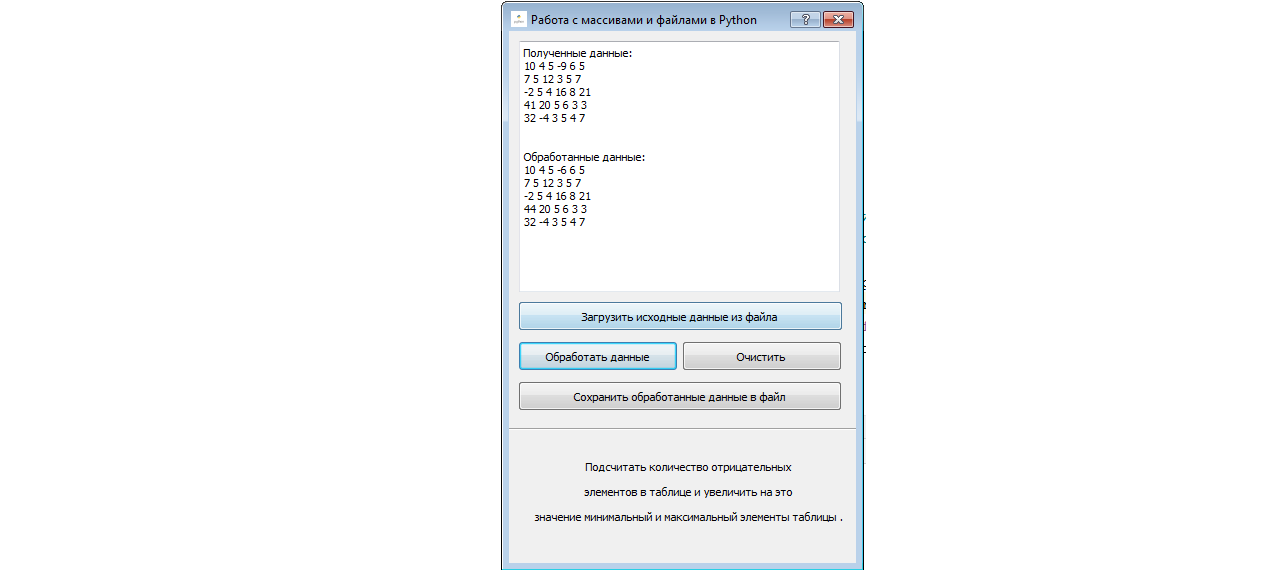 Работа с массивами и файлами в Python
Полученные данные:
10 4 5 -9 6 5
7 5 12 3 5 7
-2 5 4 16 8 21
41 20 5 6 3 3
32 -4 3 5 4 7
Обработанные данные:
10 4 5 -6 6 5
7 5 12 3 5 7
-2 5 4 16 8 21
44 20 5 6 3 3
32 -4 3 5 4 7
Загрузить исходные данные из файла
Обработать данные Очистить
Сохранить обработанные данные в файл
Подсчитать количество отрицательных
элементов в таблице и увеличить на это
значение минимальный и максимальный элементы таблицы .